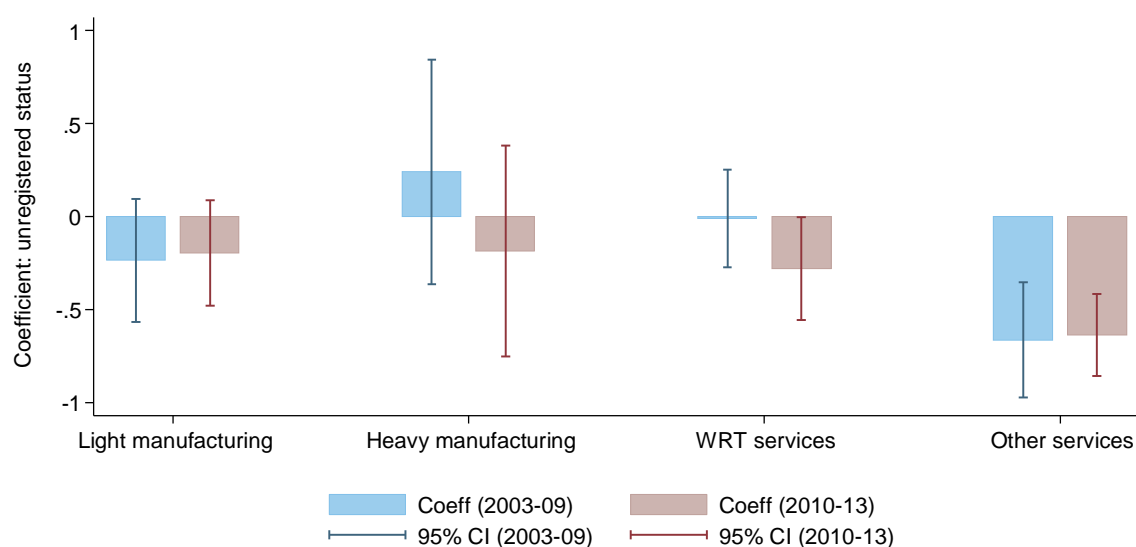 Coefficient: unregistered status
1
.5
0
-.5
-1
Light manufacturing
Heavy manufacturing
WRT services
Other services
Coeff (2003-09)
Coeff (2010-13)
95% CI (2003-09)
95% CI (2010-13)